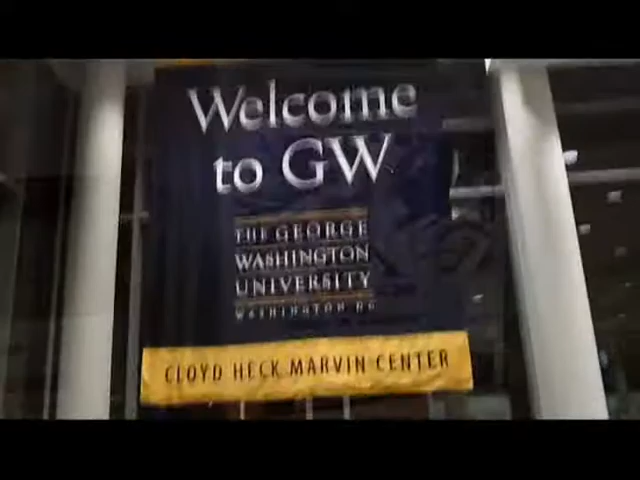 Welcome
to GW
THE GEORGE
WASHINGTON
UNIVERSITY
WASHINGTON DC
CLOYD HECK MARVIN CENTER